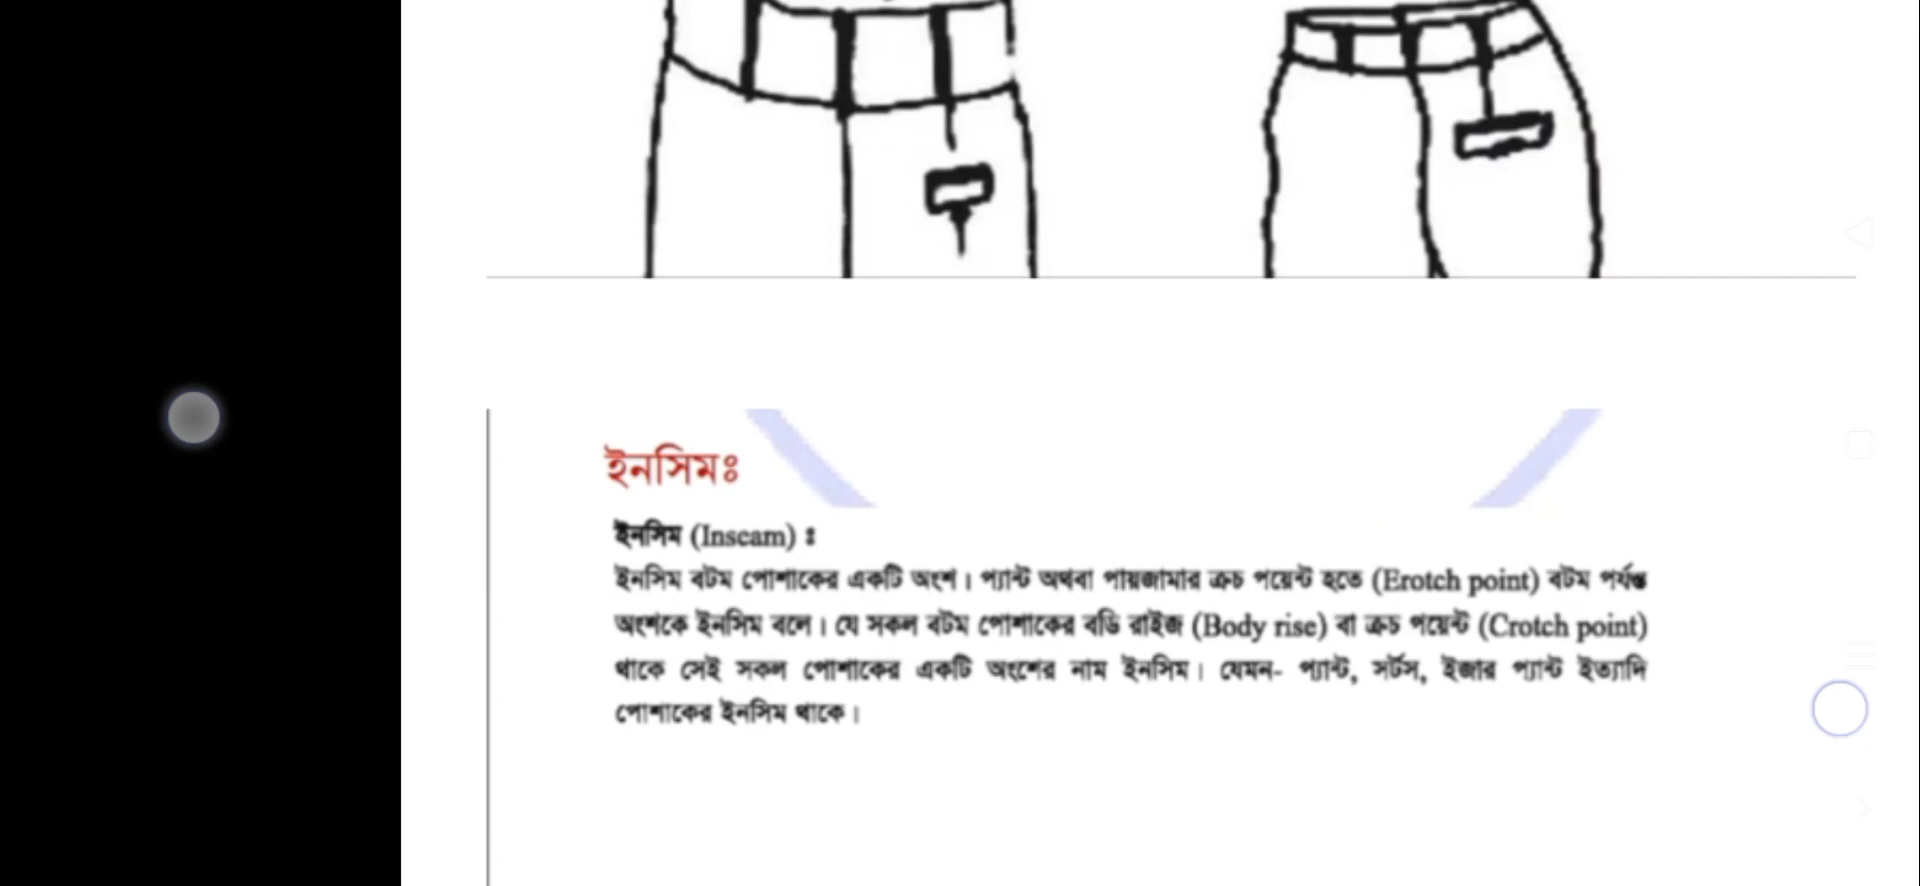 ইনসিমঃ
ইনসিম (Inseam) ঃ
ইনসিম বটম পোশাকের একটি অংশ। প্যান্ট অথবা পায়জামার ক্রচ পয়েন্ট হতে (Erotch point) বটম পর্যন্ত
অংশকে ইনসিম বলে। যে সকল বটম পোশাকের বডি রাইজ (Body rise) বা ক্রচ পয়েন্ট (Crotch point)
থাকে সেই সকল পোশাকের একটি অংশের নাম ইনসিম। যেমন- প্যান্ট, সর্টস, ইজার প্যান্ট ইত্যাদি
পোশাকের ইনসিম থাকে।